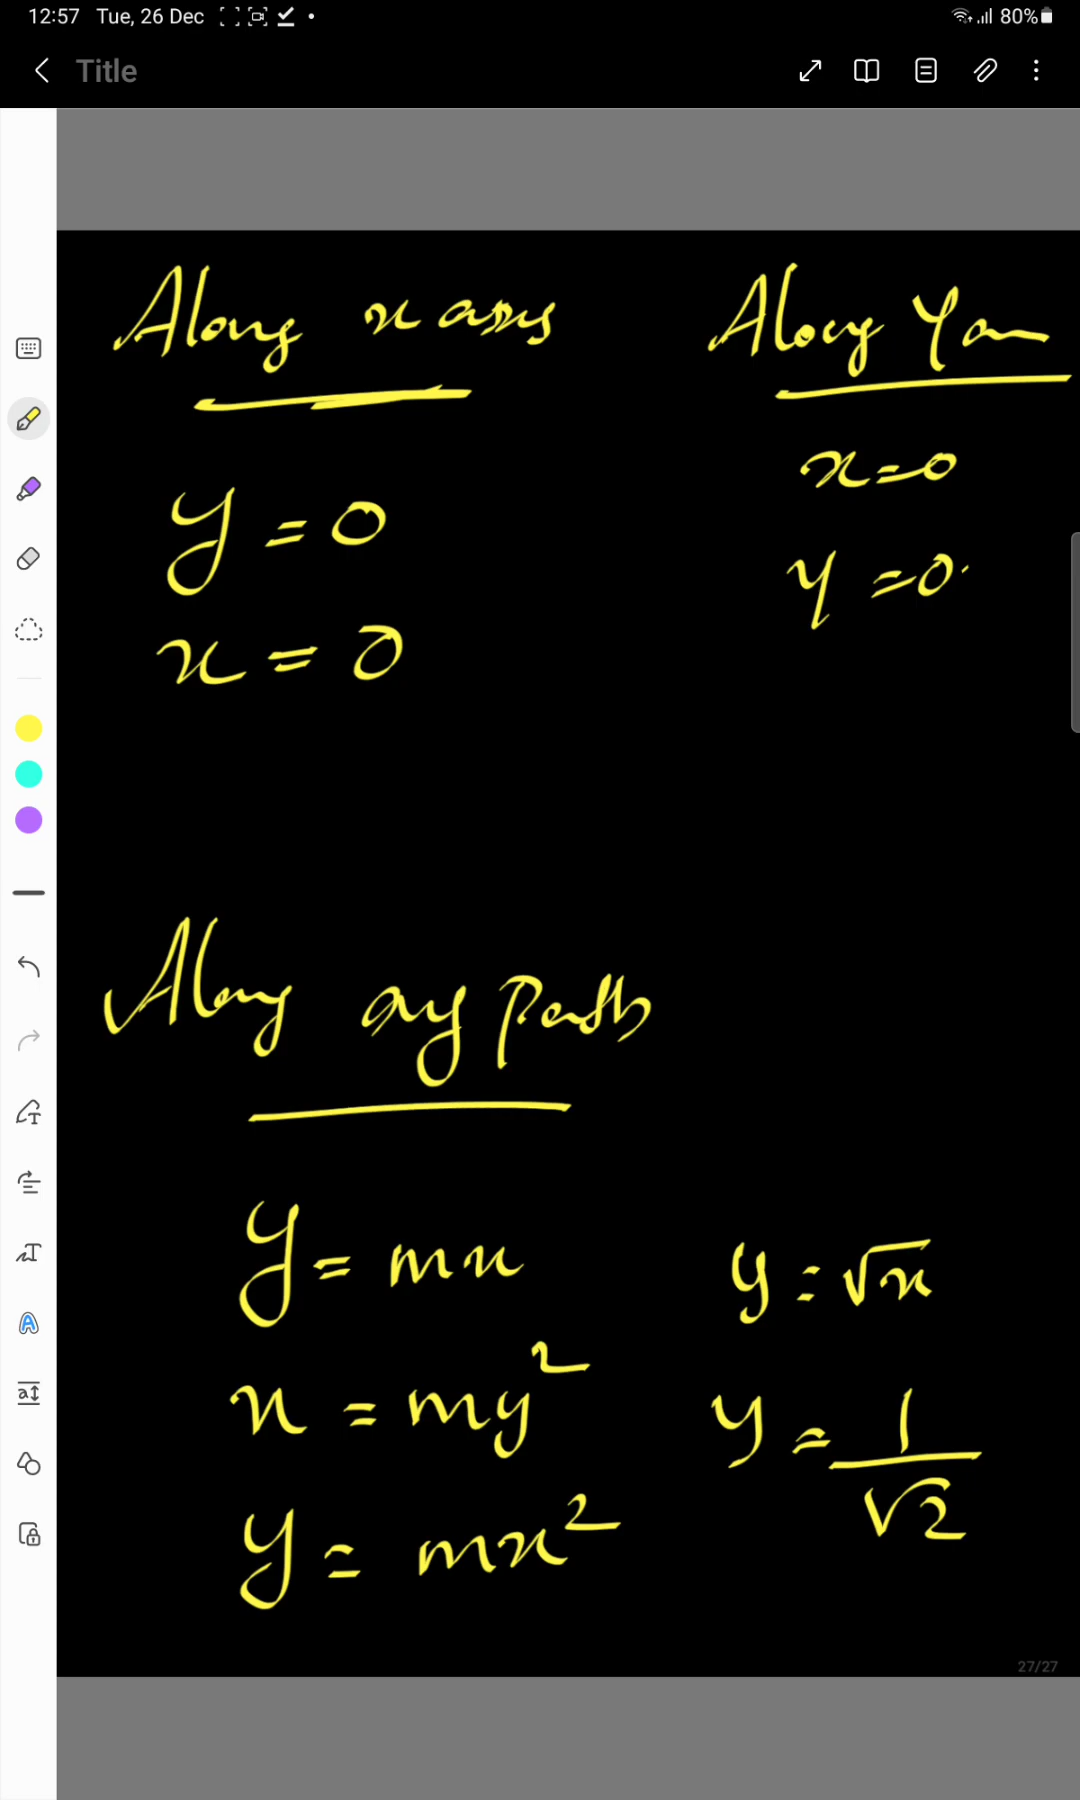 12:57 Tue, 26 Dec 80%
Title
Along x axis Along Y ax
y = 0 x = 0
x = 0 y = 0.
Along any Path
y = mx y = √x
x = my² y = 1/√2
y = mx²
27/27